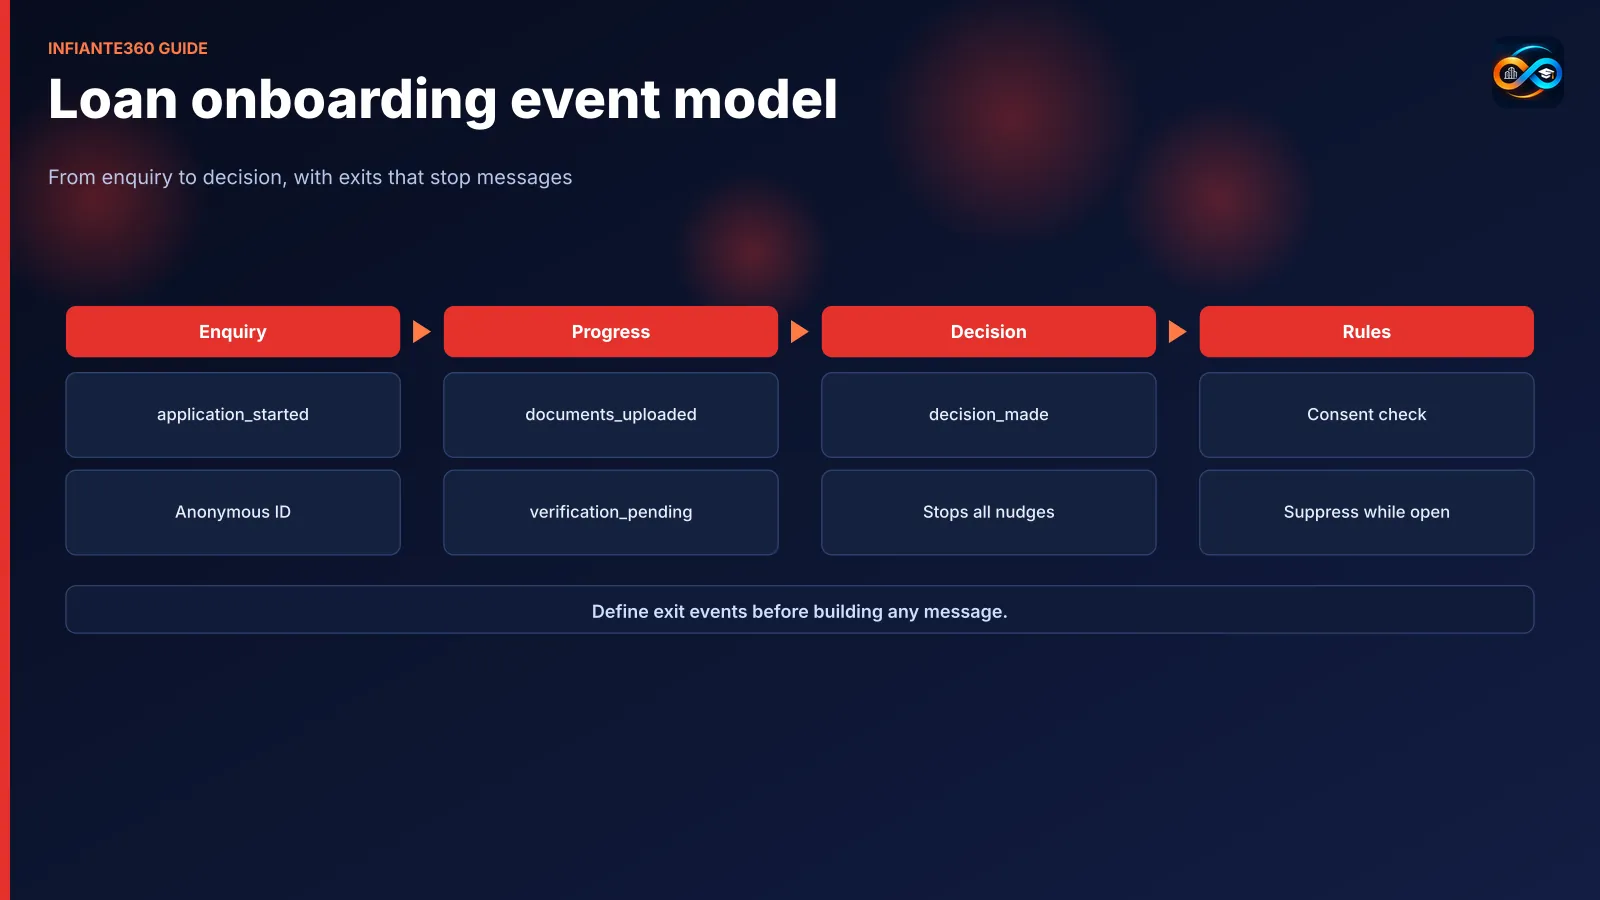 INFIANTE360 GUIDE
Loan onboarding event model
From enquiry to decision, with exits that stop messages
Enquiry
Progress
Decision
Rules
application_started
documents_uploaded
decision_made
Consent check
Anonymous ID
verification_pending
Stops all nudges
Suppress while open
Define exit events before building any message.